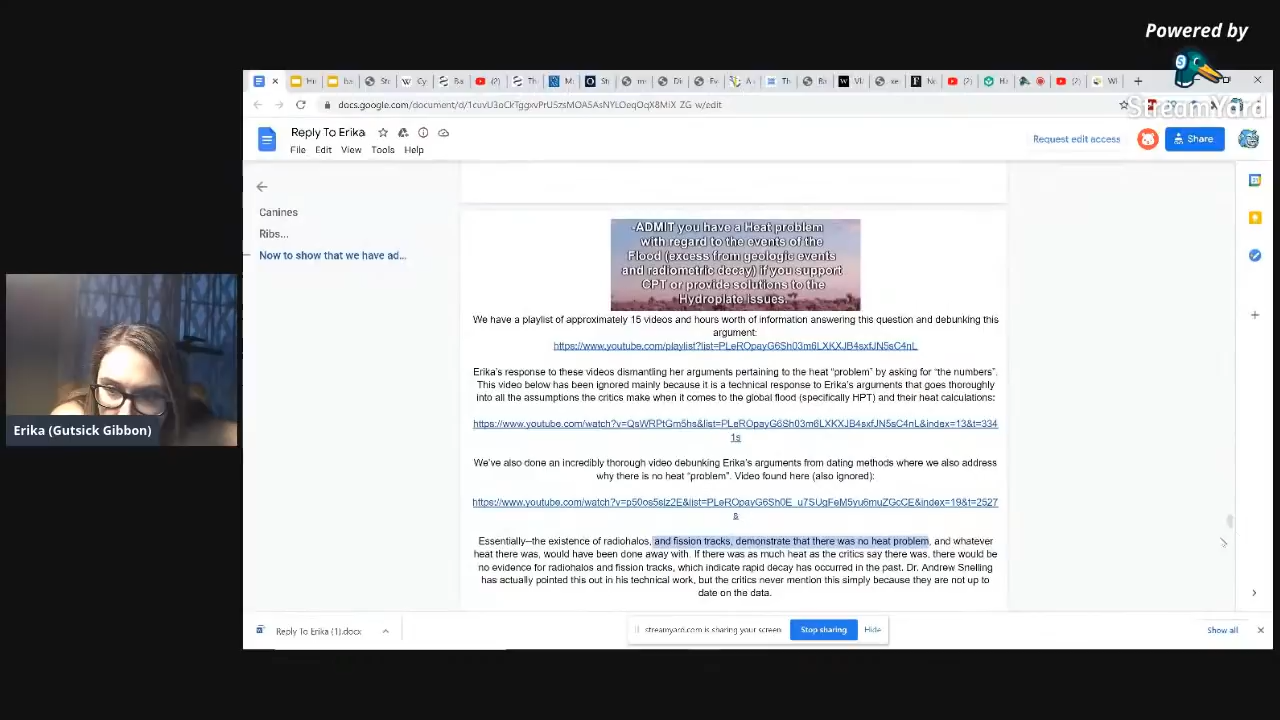 Powered by
StreamYard
docs.google.com/document/d/
Reply To Erika
File Edit View Tools Help
Request edit access
Share
Canines
Ribs...
Now to show that we have ad...
-ADMIT you have a Heat problem
with regard to the events of the
Flood (excess from geologic events
and radiometric decay) if you support
CPT or provide solutions to the
Hydroplate issues.
We have a playlist of approximately 15 videos and hours worth of information answering this question and debunking this
argument:
https://www.youtube.com/playlist?list=PLeROpayG6Sh03m6LXKXJB4sxfJN5sC4nL
Erika's response to these videos dismantling her arguments pertaining to the heat "problem" by asking for "the numbers".
This video below has been ignored mainly because it is a technical response to Erika's arguments that goes thoroughly
into all the assumptions the critics make when it comes to the global flood (specifically HPT) and their heat calculations:
https://www.youtube.com/watch?v=QsWRPtGm5hs&list=PLeROpayG6Sh03m6LXKXJB4sxfJN5sC4nL&index=13&t=334
1s
We've also done an incredibly thorough video debunking Erika's arguments from dating methods where we also address
why there is no heat "problem". Video found here (also ignored):
https://www.youtube.com/watch?v=p50os5slz2E&list=PLeROpayG6Sh0E_u7SUgFeM5yu6muZGcCE&index=19&t=2527
s
Essentially–the existence of radiohalos, and fission tracks, demonstrate that there was no heat problem, and whatever
heat there was, would have been done away with. If there was as much heat as the critics say there was, there would be
no evidence for radiohalos and fission tracks, which indicate rapid decay has occurred in the past. Dr. Andrew Snelling
has actually pointed this out in his technical work, but the critics never mention this simply because they are not up to
date on the data.
Erika (Gutsick Gibbon)
Reply To Erika (1).docx
streamyard.com is sharing your screen.
Stop sharing
Hide
Show all